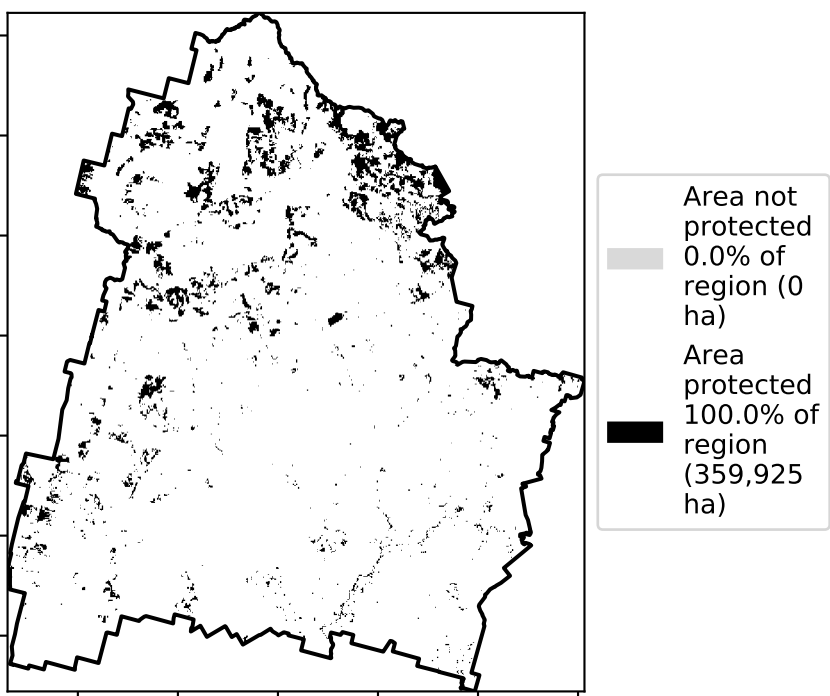 Area not
protected
0.0% of
region (0
ha)
Area
protected
100.0% of
region
(359,925
ha)